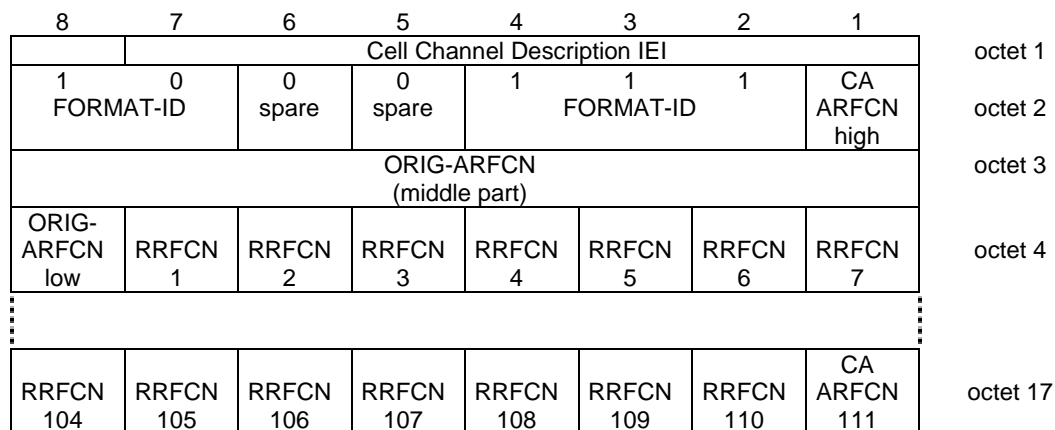 8 7 6 5 4 3 2 1
Cell Channel Description IEI octet 1
1 0 0 0 1 1 1 CA
FORMAT-ID spare spare FORMAT-ID ARFCN octet 2
high
ORIG-ARFCN octet 3
(middle part)
ORIG-
ARFCN RRFCN RRFCN RRFCN RRFCN RRFCN RRFCN RRFCN octet 4
low 1 2 3 4 5 6 7
CA
RRFCN RRFCN RRFCN RRFCN RRFCN RRFCN RRFCN ARFCN octet 17
104 105 106 107 108 109 110 111